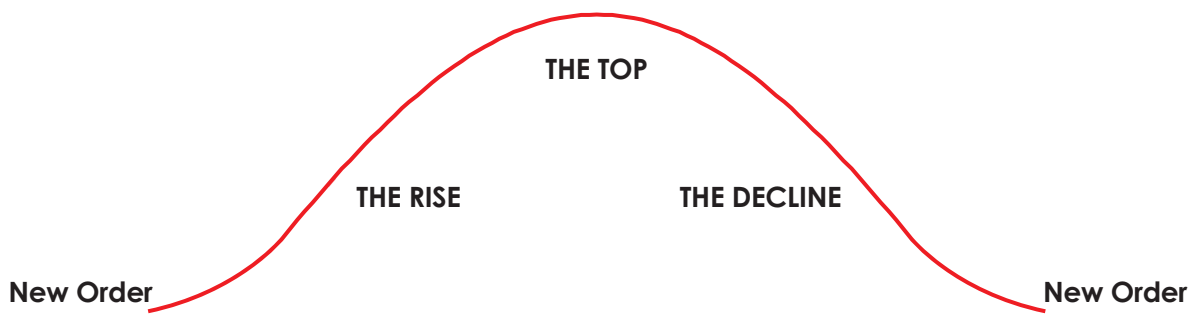 THE TOP
THE RISE
THE DECLINE
New Order
New Order